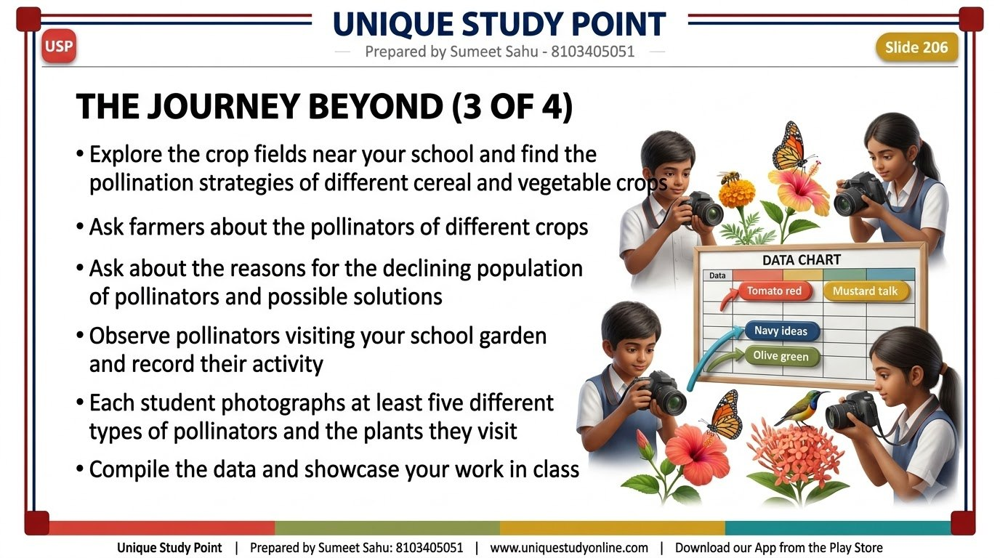 UNIQUE STUDY POINT
USP
Prepared by Sumeet Sahu - 8103405051
Slide 206
THE JOURNEY BEYOND (3 OF 4)
• Explore the crop fields near your school and find the
pollination strategies of different cereal and vegetable crops
• Ask farmers about the pollinators of different crops
• Ask about the reasons for the declining population
of pollinators and possible solutions
• Observe pollinators visiting your school garden
and record their activity
• Each student photographs at least five different
types of pollinators and the plants they visit
• Compile the data and showcase your work in class
DATA CHART
Data
Tomato red
Mustard talk
Navy ideas
Olive green
Unique Study Point | Prepared by Sumeet Sahu: 8103405051 | www.uniquestudyonline.com | Download our App from the Play Store